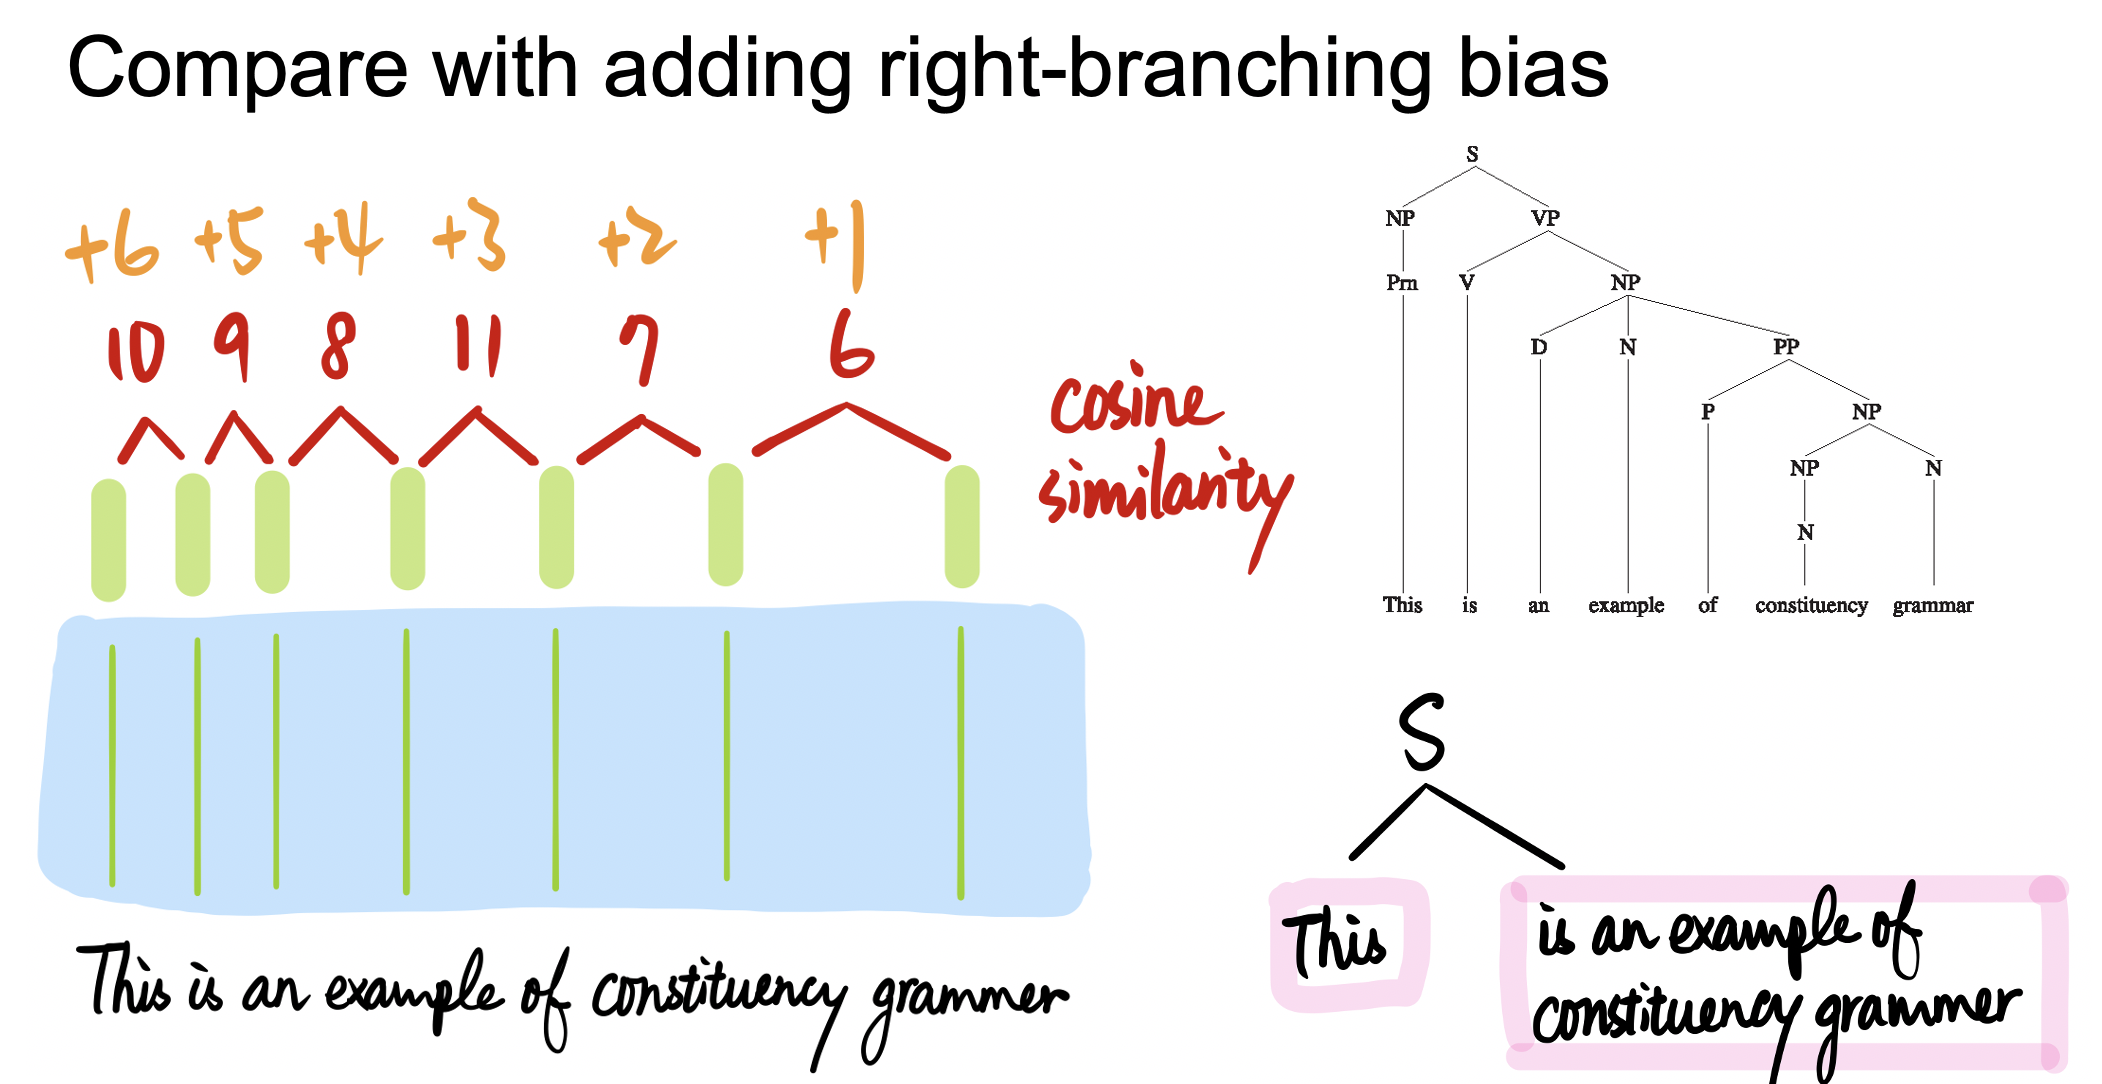 Compare with adding right-branching bias
+6 +5 +4 +3 +2 +1
10 9 8 11 7 6
cosine
similarity
This is an example of constituency grammer
S
NP VP
Prn V NP
D N PP
P NP
NP N
N
This is an example of constituency grammar
S
This
is an example of
constituency grammer